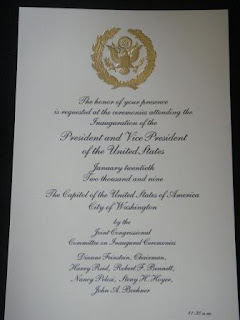 The honor of your presence
is requested at the ceremonies attending the
Inauguration of the
President and Vice President
of the United States
January twentieth
Two thousand and nine
The Capitol of the United States of America
City of Washington
by the
Joint Congressional
Committee on Inaugural Ceremonies
Dianne Feinstein, Chairman,
Harry Reid, Robert F. Bennett,
Nancy Pelosi, Steny H. Hoyer,
John A. Boehner
11:30 a.m.